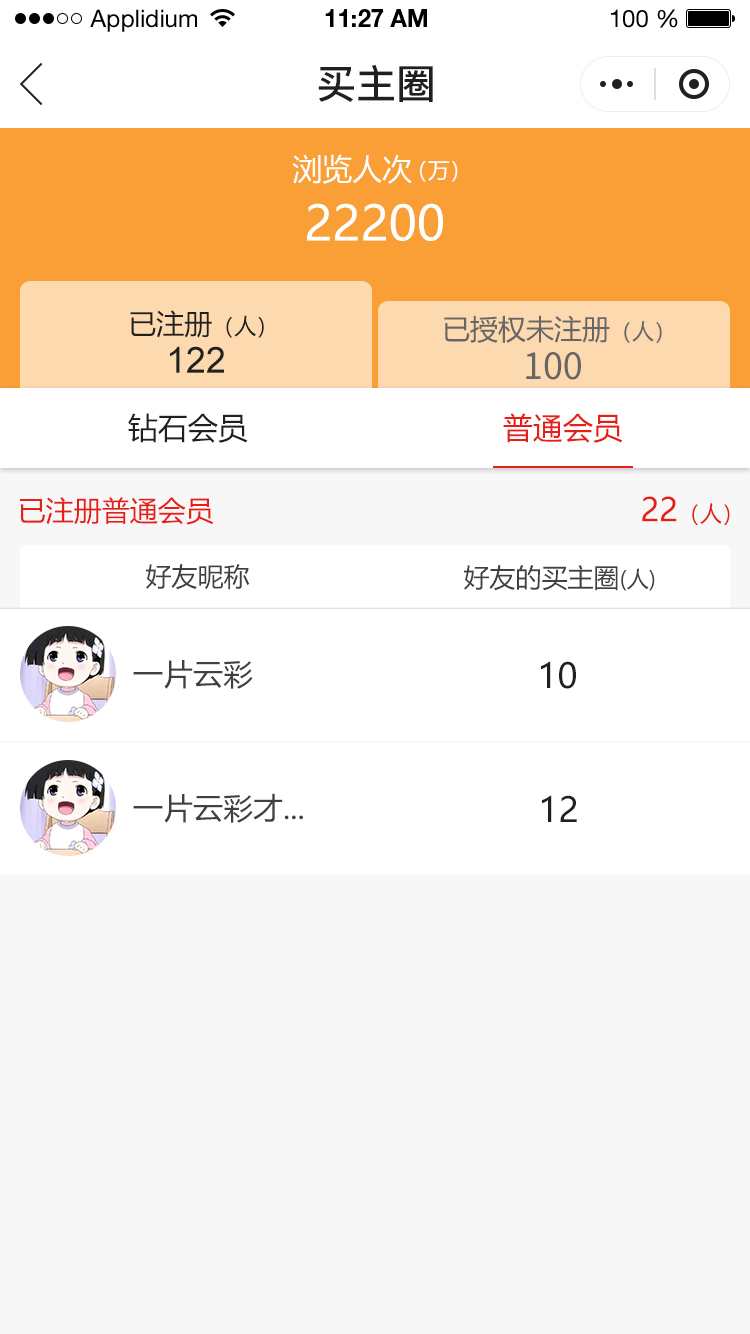 Applidium 11:27 AM 100 %
买主圈
浏览人次(万)
22200
已注册（人） 已授权未注册（人）
122 100
钻石会员 普通会员
已注册普通会员 22（人）
好友昵称 好友的买主圈(人)
一片云彩 10
一片云彩才... 12